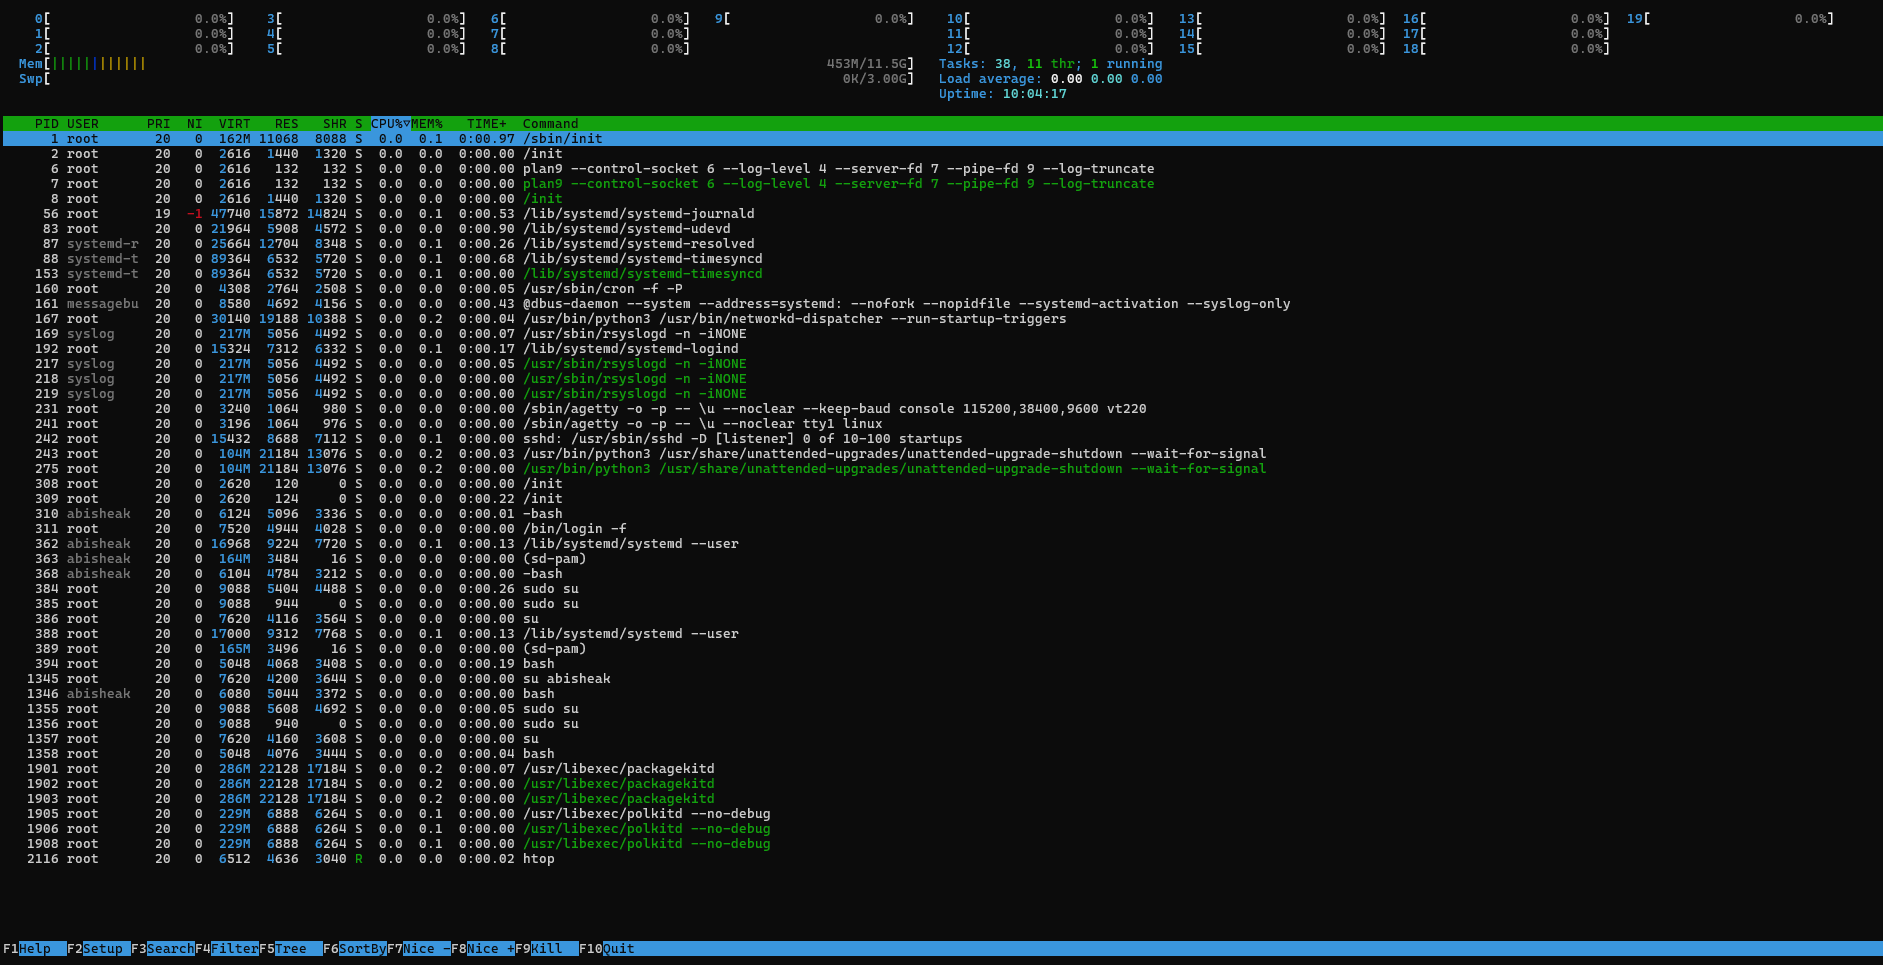 0[ 0.0%] 3[ 0.0%] 6[ 0.0%] 9[ 0.0%] 10[ 0.0%] 13[ 0.0%] 16[ 0.0%] 19[ 0.0%]
1[ 0.0%] 4[ 0.0%] 7[ 0.0%] 11[ 0.0%] 14[ 0.0%] 17[ 0.0%]
2[ 0.0%] 5[ 0.0%] 8[ 0.0%] 12[ 0.0%] 15[ 0.0%] 18[ 0.0%]
Mem[|||||||||||| 453M/11.5G] Tasks: 38, 11 thr; 1 running
Swp[ 0K/3.00G] Load average: 0.00 0.00 0.00
Uptime: 10:04:17
PID USER PRI NI VIRT RES SHR S CPU%▽MEM% TIME+ Command
1 root 20 0 162M 11068 8088 S 0.0 0.1 0:00.97 /sbin/init
2 root 20 0 2616 1440 1320 S 0.0 0.0 0:00.00 /init
6 root 20 0 2616 132 132 S 0.0 0.0 0:00.00 plan9 --control-socket 6 --log-level 4 --server-fd 7 --pipe-fd 9 --log-truncate
7 root 20 0 2616 132 132 S 0.0 0.0 0:00.00 plan9 --control-socket 6 --log-level 4 --server-fd 7 --pipe-fd 9 --log-truncate
8 root 20 0 2616 1440 1320 S 0.0 0.0 0:00.00 /init
56 root 19 -1 47740 15872 14824 S 0.0 0.1 0:00.53 /lib/systemd/systemd-journald
83 root 20 0 21964 5908 4572 S 0.0 0.0 0:00.90 /lib/systemd/systemd-udevd
87 systemd-r 20 0 25664 12704 8348 S 0.0 0.1 0:00.26 /lib/systemd/systemd-resolved
88 systemd-t 20 0 89364 6532 5720 S 0.0 0.1 0:00.68 /lib/systemd/systemd-timesyncd
153 systemd-t 20 0 89364 6532 5720 S 0.0 0.1 0:00.00 /lib/systemd/systemd-timesyncd
160 root 20 0 4308 2764 2508 S 0.0 0.0 0:00.05 /usr/sbin/cron -f -P
161 messagebu 20 0 8580 4692 4156 S 0.0 0.0 0:00.43 @dbus-daemon --system --address=systemd: --nofork --nopidfile --systemd-activation --syslog-only
167 root 20 0 30140 19188 10388 S 0.0 0.2 0:00.04 /usr/bin/python3 /usr/bin/networkd-dispatcher --run-startup-triggers
169 syslog 20 0 217M 5056 4492 S 0.0 0.0 0:00.07 /usr/sbin/rsyslogd -n -iNONE
192 root 20 0 15324 7312 6332 S 0.0 0.1 0:00.17 /lib/systemd/systemd-logind
217 syslog 20 0 217M 5056 4492 S 0.0 0.0 0:00.05 /usr/sbin/rsyslogd -n -iNONE
218 syslog 20 0 217M 5056 4492 S 0.0 0.0 0:00.00 /usr/sbin/rsyslogd -n -iNONE
219 syslog 20 0 217M 5056 4492 S 0.0 0.0 0:00.00 /usr/sbin/rsyslogd -n -iNONE
231 root 20 0 3240 1064 980 S 0.0 0.0 0:00.00 /sbin/agetty -o -p -- \u --noclear --keep-baud console 115200,38400,9600 vt220
241 root 20 0 3196 1064 976 S 0.0 0.0 0:00.00 /sbin/agetty -o -p -- \u --noclear tty1 linux
242 root 20 0 15432 8688 7112 S 0.0 0.1 0:00.00 sshd: /usr/sbin/sshd -D [listener] 0 of 10-100 startups
243 root 20 0 104M 21184 13076 S 0.0 0.2 0:00.03 /usr/bin/python3 /usr/share/unattended-upgrades/unattended-upgrade-shutdown --wait-for-signal
275 root 20 0 104M 21184 13076 S 0.0 0.2 0:00.00 /usr/bin/python3 /usr/share/unattended-upgrades/unattended-upgrade-shutdown --wait-for-signal
308 root 20 0 2620 120 0 S 0.0 0.0 0:00.00 /init
309 root 20 0 2620 124 0 S 0.0 0.0 0:00.22 /init
310 abisheak 20 0 6124 5096 3336 S 0.0 0.0 0:00.01 -bash
311 root 20 0 7520 4944 4028 S 0.0 0.0 0:00.00 /bin/login -f
362 abisheak 20 0 16968 9224 7720 S 0.0 0.1 0:00.13 /lib/systemd/systemd --user
363 abisheak 20 0 164M 3484 16 S 0.0 0.0 0:00.00 (sd-pam)
368 abisheak 20 0 6104 4784 3212 S 0.0 0.0 0:00.00 -bash
384 root 20 0 9088 5404 4488 S 0.0 0.0 0:00.26 sudo su
385 root 20 0 9088 944 0 S 0.0 0.0 0:00.00 sudo su
386 root 20 0 7620 4116 3564 S 0.0 0.0 0:00.00 su
388 root 20 0 17000 9312 7768 S 0.0 0.1 0:00.13 /lib/systemd/systemd --user
389 root 20 0 165M 3496 16 S 0.0 0.0 0:00.00 (sd-pam)
394 root 20 0 5048 4068 3408 S 0.0 0.0 0:00.19 bash
1345 root 20 0 7620 4200 3644 S 0.0 0.0 0:00.00 su abisheak
1346 abisheak 20 0 6080 5044 3372 S 0.0 0.0 0:00.00 bash
1355 root 20 0 9088 5608 4692 S 0.0 0.0 0:00.05 sudo su
1356 root 20 0 9088 940 0 S 0.0 0.0 0:00.00 sudo su
1357 root 20 0 7620 4160 3608 S 0.0 0.0 0:00.00 su
1358 root 20 0 5048 4076 3444 S 0.0 0.0 0:00.04 bash
1901 root 20 0 286M 22128 17184 S 0.0 0.2 0:00.07 /usr/libexec/packagekitd
1902 root 20 0 286M 22128 17184 S 0.0 0.2 0:00.00 /usr/libexec/packagekitd
1903 root 20 0 286M 22128 17184 S 0.0 0.2 0:00.00 /usr/libexec/packagekitd
1905 root 20 0 229M 6888 6264 S 0.0 0.1 0:00.00 /usr/libexec/polkitd --no-debug
1906 root 20 0 229M 6888 6264 S 0.0 0.1 0:00.00 /usr/libexec/polkitd --no-debug
1908 root 20 0 229M 6888 6264 S 0.0 0.1 0:00.00 /usr/libexec/polkitd --no-debug
2116 root 20 0 6512 4636 3040 R 0.0 0.0 0:00.02 htop
F1Help F2Setup F3SearchF4FilterF5Tree F6SortByF7Nice -F8Nice +F9Kill F10Quit